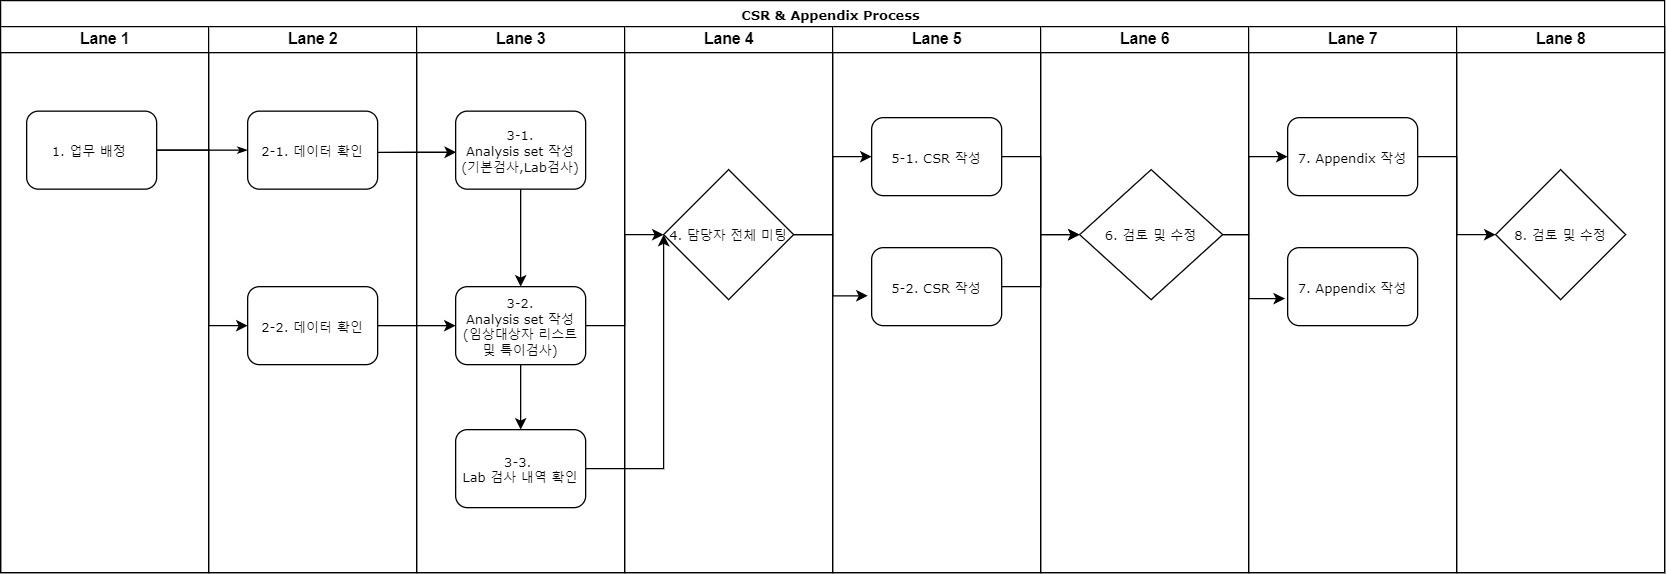 CSR & Appendix Process
Lane 1
Lane 2
Lane 3
Lane 4
Lane 5
Lane 6
Lane 7
Lane 8
1. 업무 배정
2-1. 데이터 확인
2-2. 데이터 확인
3-1.
Analysis set 작성
(기본검사,Lab검사)
3-2.
Analysis set 작성
(임상대상자 리스트
및 특이검사)
3-3.
Lab 검사 내역 확인
4. 담당자 전체 미팅
5-1. CSR 작성
5-2. CSR 작성
6. 검토 및 수정
7. Appendix 작성
7. Appendix 작성
8. 검토 및 수정